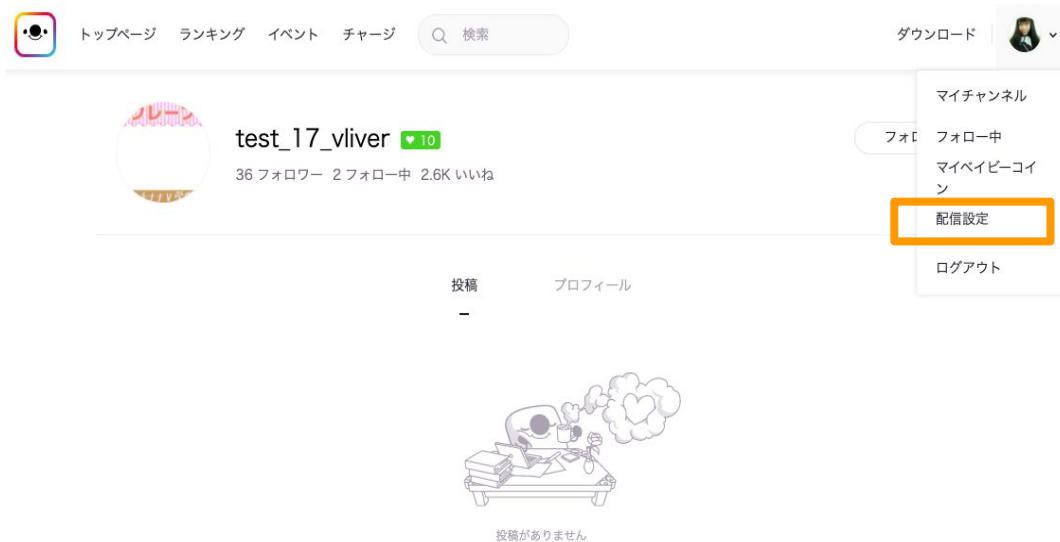 トップページ ランキング イベント チャージ 検索 ダウンロード
マイチャンネル
フォロー中
マイベイビーコイ
ン
配信設定
ログアウト
test_17_vliver ♥ 10
36 フォロワー 2 フォロー中 2.6K いいね
フォロ
投稿 プロフィール
投稿がありません